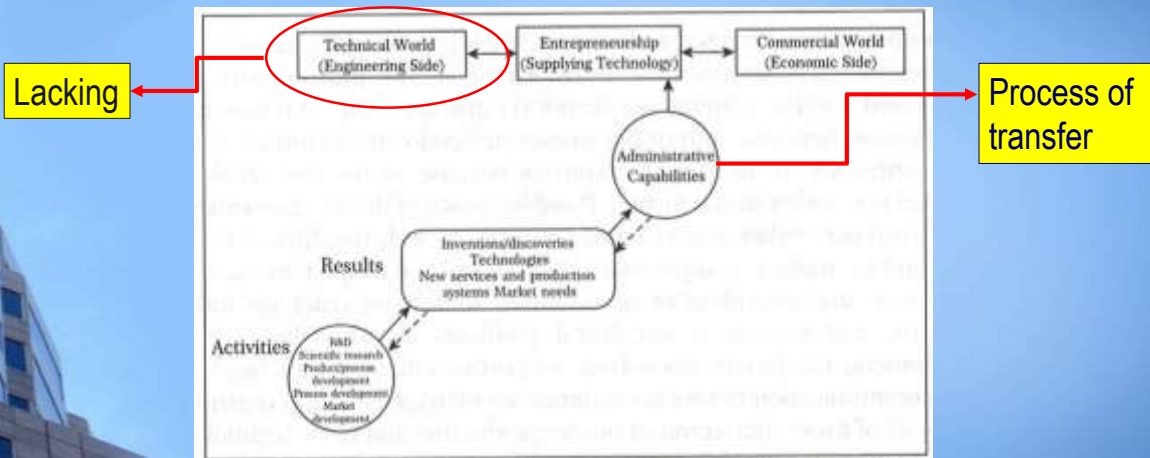 Technical World
(Engineering Side)
Entrepreneurship
(Supplying Technology)
Commercial World
(Economic Side)
Lacking
Process of
transfer
Administrative
Capabilities
Results
Inventions/discoveries
Technologies
New services and production
systems Market needs
Activities
R&D
Scientific research
Product/process
development
Process development
Market
development